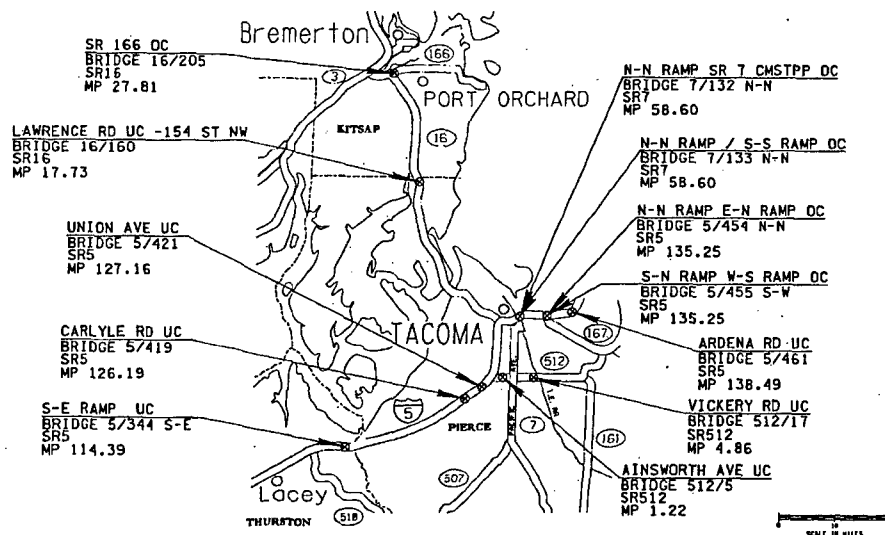 SR 166 OC
BRIDGE 16/205
SR16
MP 27.81
LAWRENCE RD UC -154 ST NW
BRIDGE 16/160
SR16
MP 17.73
UNION AVE UC
BRIDGE 5/421
SR5
MP 127.16
CARLYLE RD UC
BRIDGE 5/419
SR5
MP 126.19
S-E RAMP UC
BRIDGE 5/344 S-E
SR5
MP 114.39
Bremerton
3
166
PORT ORCHARD
KITSAP
16
TACOMA
5
PIERCE
PACIFIC AVE.
7
167
512
161
507
Lacey
THURSTON
510
N-N RAMP SR 7 CMSTPP OC
BRIDGE 7/132 N-N
SR7
MP 58.60
N-N RAMP / S-S RAMP OC
BRIDGE 7/133 N-N
SR7
MP 58.60
N-N RAMP E-N RAMP OC
BRIDGE 5/454 N-N
SR5
MP 135.25
S-N RAMP W-S RAMP OC
BRIDGE 5/455 S-W
SR5
MP 135.25
ARDENA RD UC
BRIDGE 5/461
SR5
MP 138.49
VICKERY RD UC
BRIDGE 512/17
SR512
MP 4.86
AINSWORTH AVE UC
BRIDGE 512/5
SR512
MP 1.22
SCALE IN MILES